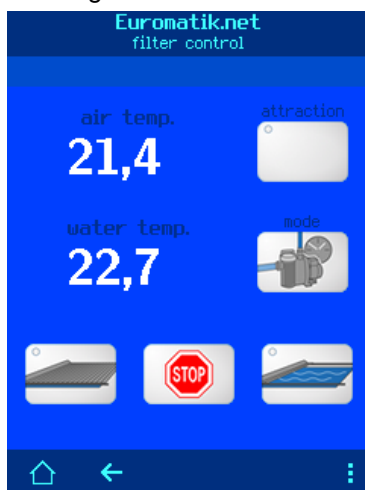 Euromatik.net
filter control
air temp.
attraction
21,4
water temp.
mode
22,7
STOP